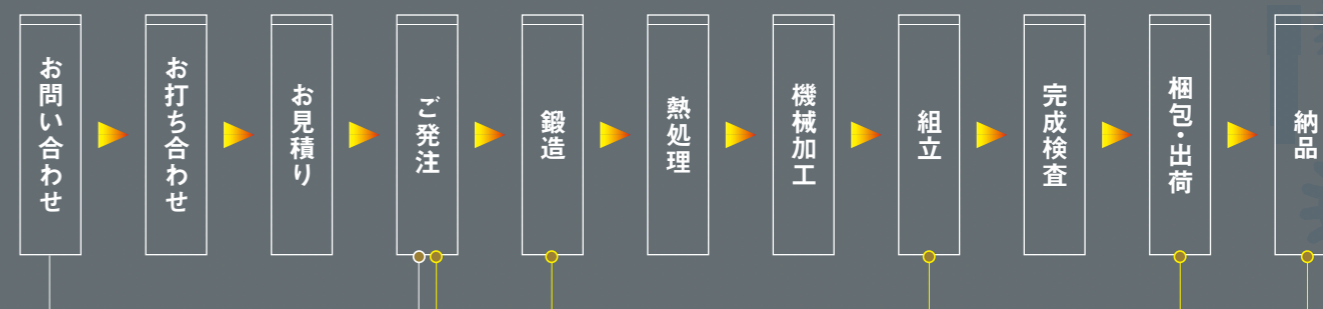 お問い合わせ
お打ち合わせ
お見積り
ご発注
鍛造
熱処理
機械加工
組立
完成検査
梱包・出荷
納品